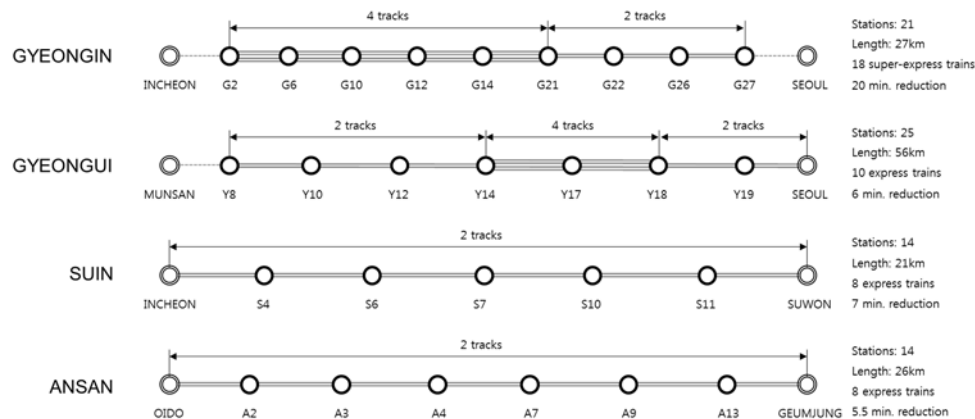 4 tracks 2 tracks
GYEONGIN
INCHEON G2 G6 G10 G12 G14 G21 G22 G26 G27 SEOUL
Stations: 21
Length: 27km
18 super-express trains
20 min. reduction
2 tracks 4 tracks 2 tracks
GYEONGUI
MUNSAN Y8 Y10 Y12 Y14 Y17 Y18 Y19 SEOUL
Stations: 25
Length: 56km
10 express trains
6 min. reduction
2 tracks
SUIN
INCHEON S4 S6 S7 S10 S11 SUWON
Stations: 14
Length: 21km
8 express trains
7 min. reduction
2 tracks
ANSAN
OIDO A2 A3 A4 A7 A9 A13 GEUMJUNG
Stations: 14
Length: 26km
8 express trains
5.5 min. reduction